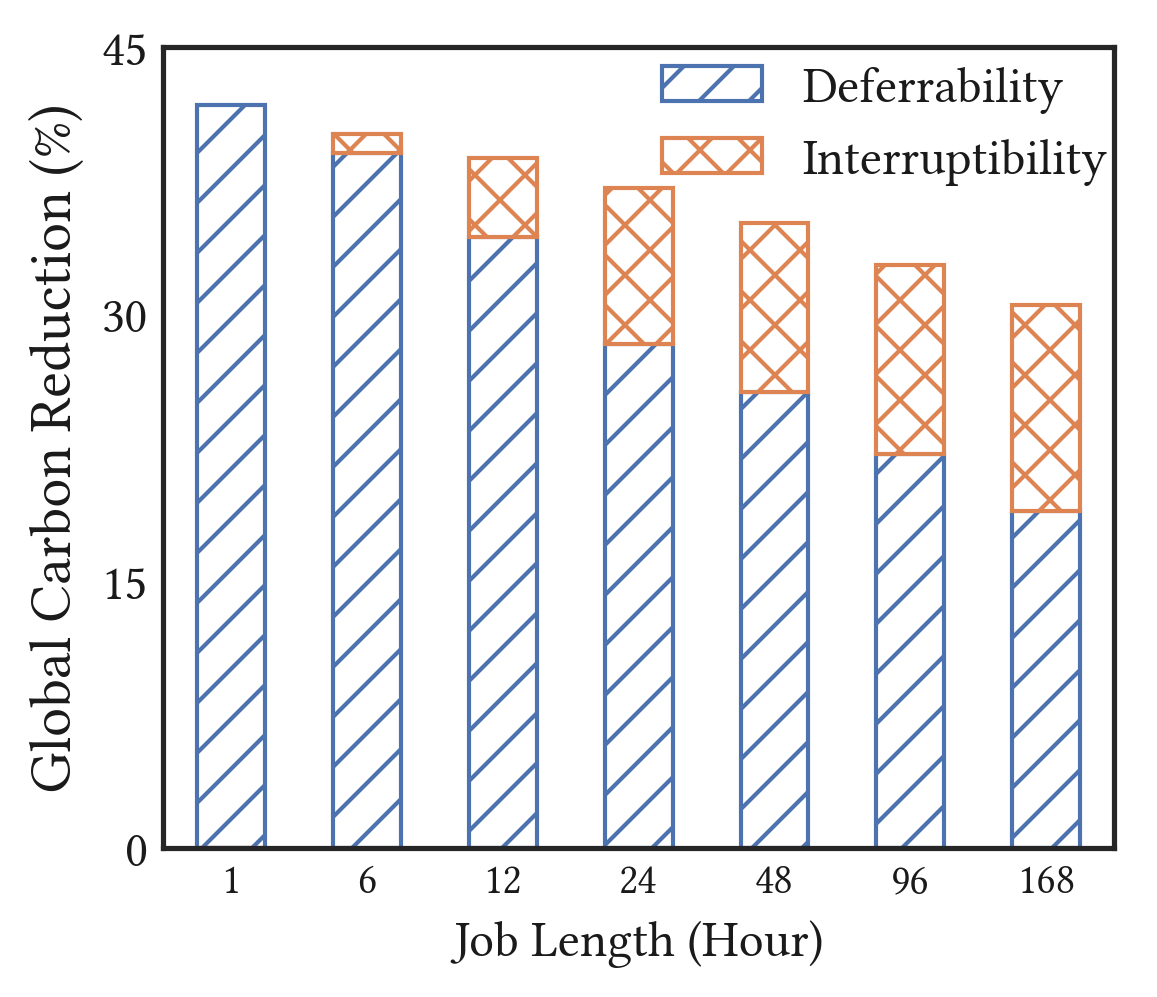 Global Carbon Reduction (%)
45
30
15
0
Deferrability
Interruptibility
1 6 12 24 48 96 168
Job Length (Hour)